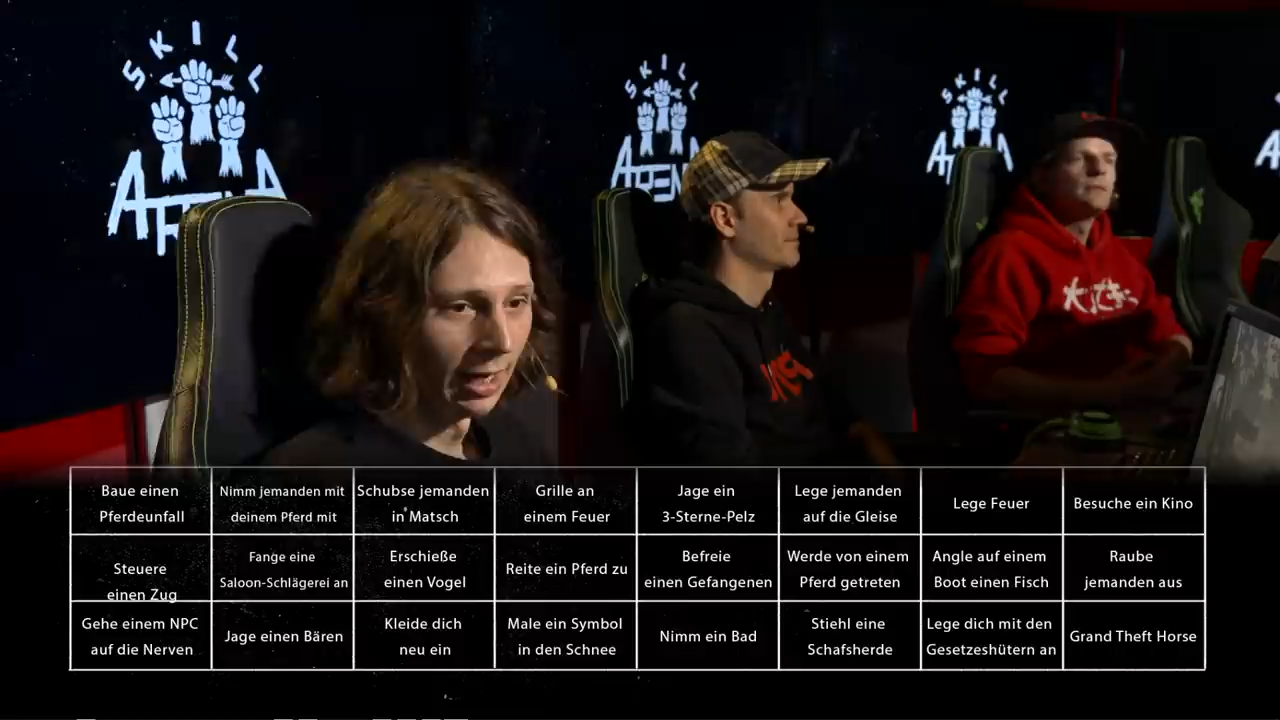 SKILL
ARENA
SKILL
ARENA
SKILL
Baue einen
Pferdeunfall
Nimm jemanden mit
deinem Pferd mit
Schubse jemanden
in Matsch
Grille an
einem Feuer
Jage ein
3-Sterne-Pelz
Lege jemanden
auf die Gleise
Lege Feuer
Besuche ein Kino
Steuere
einen Zug
Fange eine
Saloon-Schlägerei an
Erschieße
einen Vogel
Reite ein Pferd zu
Befreie
einen Gefangenen
Werde von einem
Pferd getreten
Angle auf einem
Boot einen Fisch
Raube
jemanden aus
Gehe einem NPC
auf die Nerven
Jage einen Bären
Kleide dich
neu ein
Male ein Symbol
in den Schnee
Nimm ein Bad
Stiehl eine
Schafsherde
Lege dich mit den
Gesetzeshütern an
Grand Theft Horse